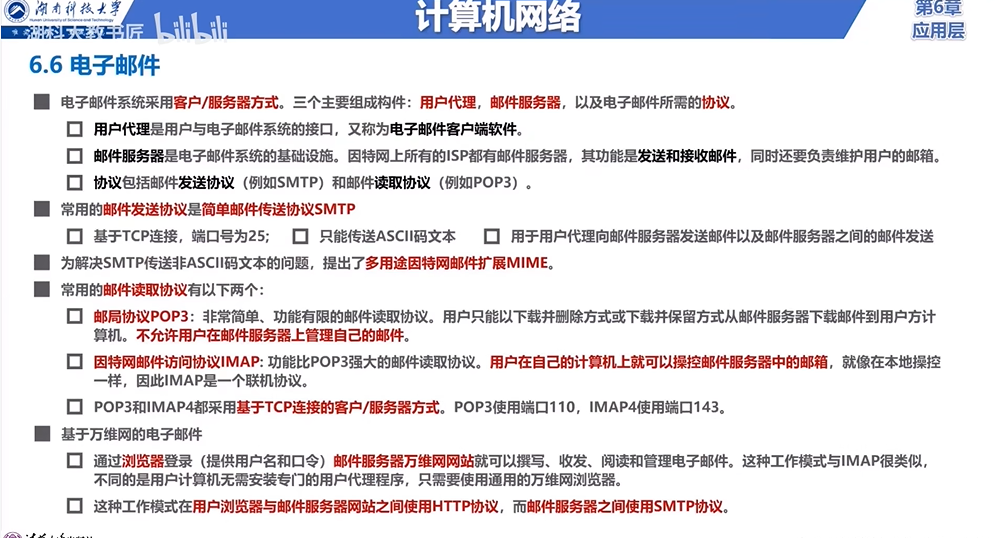 湖南科技大学
Hunan University of Science and Technology
湖科大教书匠 bilibili
计算机网络
第6章
应用层
6.6 电子邮件
电子邮件系统采用客户/服务器方式。三个主要组成构件：用户代理，邮件服务器，以及电子邮件所需的协议。
用户代理是用户与电子邮件系统的接口，又称为电子邮件客户端软件。
邮件服务器是电子邮件系统的基础设施。因特网上所有的ISP都有邮件服务器，其功能是发送和接收邮件，同时还要负责维护用户的邮箱。
协议包括邮件发送协议（例如SMTP）和邮件读取协议（例如POP3）。
常用的邮件发送协议是简单邮件传送协议SMTP
基于TCP连接，端口号为25; 只能传送ASCII码文本 用于用户代理向邮件服务器发送邮件以及邮件服务器之间的邮件发送
为解决SMTP传送非ASCII码文本的问题，提出了多用途因特网邮件扩展MIME。
常用的邮件读取协议有以下两个：
邮局协议POP3：非常简单、功能有限的邮件读取协议。用户只能以下载并删除方式或下载并保留方式从邮件服务器下载邮件到用户方计
算机。不允许用户在邮件服务器上管理自己的邮件。
因特网邮件访问协议IMAP: 功能比POP3强大的邮件读取协议。用户在自己的计算机上就可以操控邮件服务器中的邮箱，就像在本地操控
一样，因此IMAP是一个联机协议。
POP3和IMAP4都采用基于TCP连接的客户/服务器方式。POP3使用端口110，IMAP4使用端口143。
基于万维网的电子邮件
通过浏览器登录（提供用户名和口令）邮件服务器万维网网站就可以撰写、收发、阅读和管理电子邮件。这种工作模式与IMAP很类似，
不同的是用户计算机无需安装专门的用户代理程序，只需要使用通用的万维网浏览器。
这种工作模式在用户浏览器与邮件服务器网站之间使用HTTP协议，而邮件服务器之间使用SMTP协议。